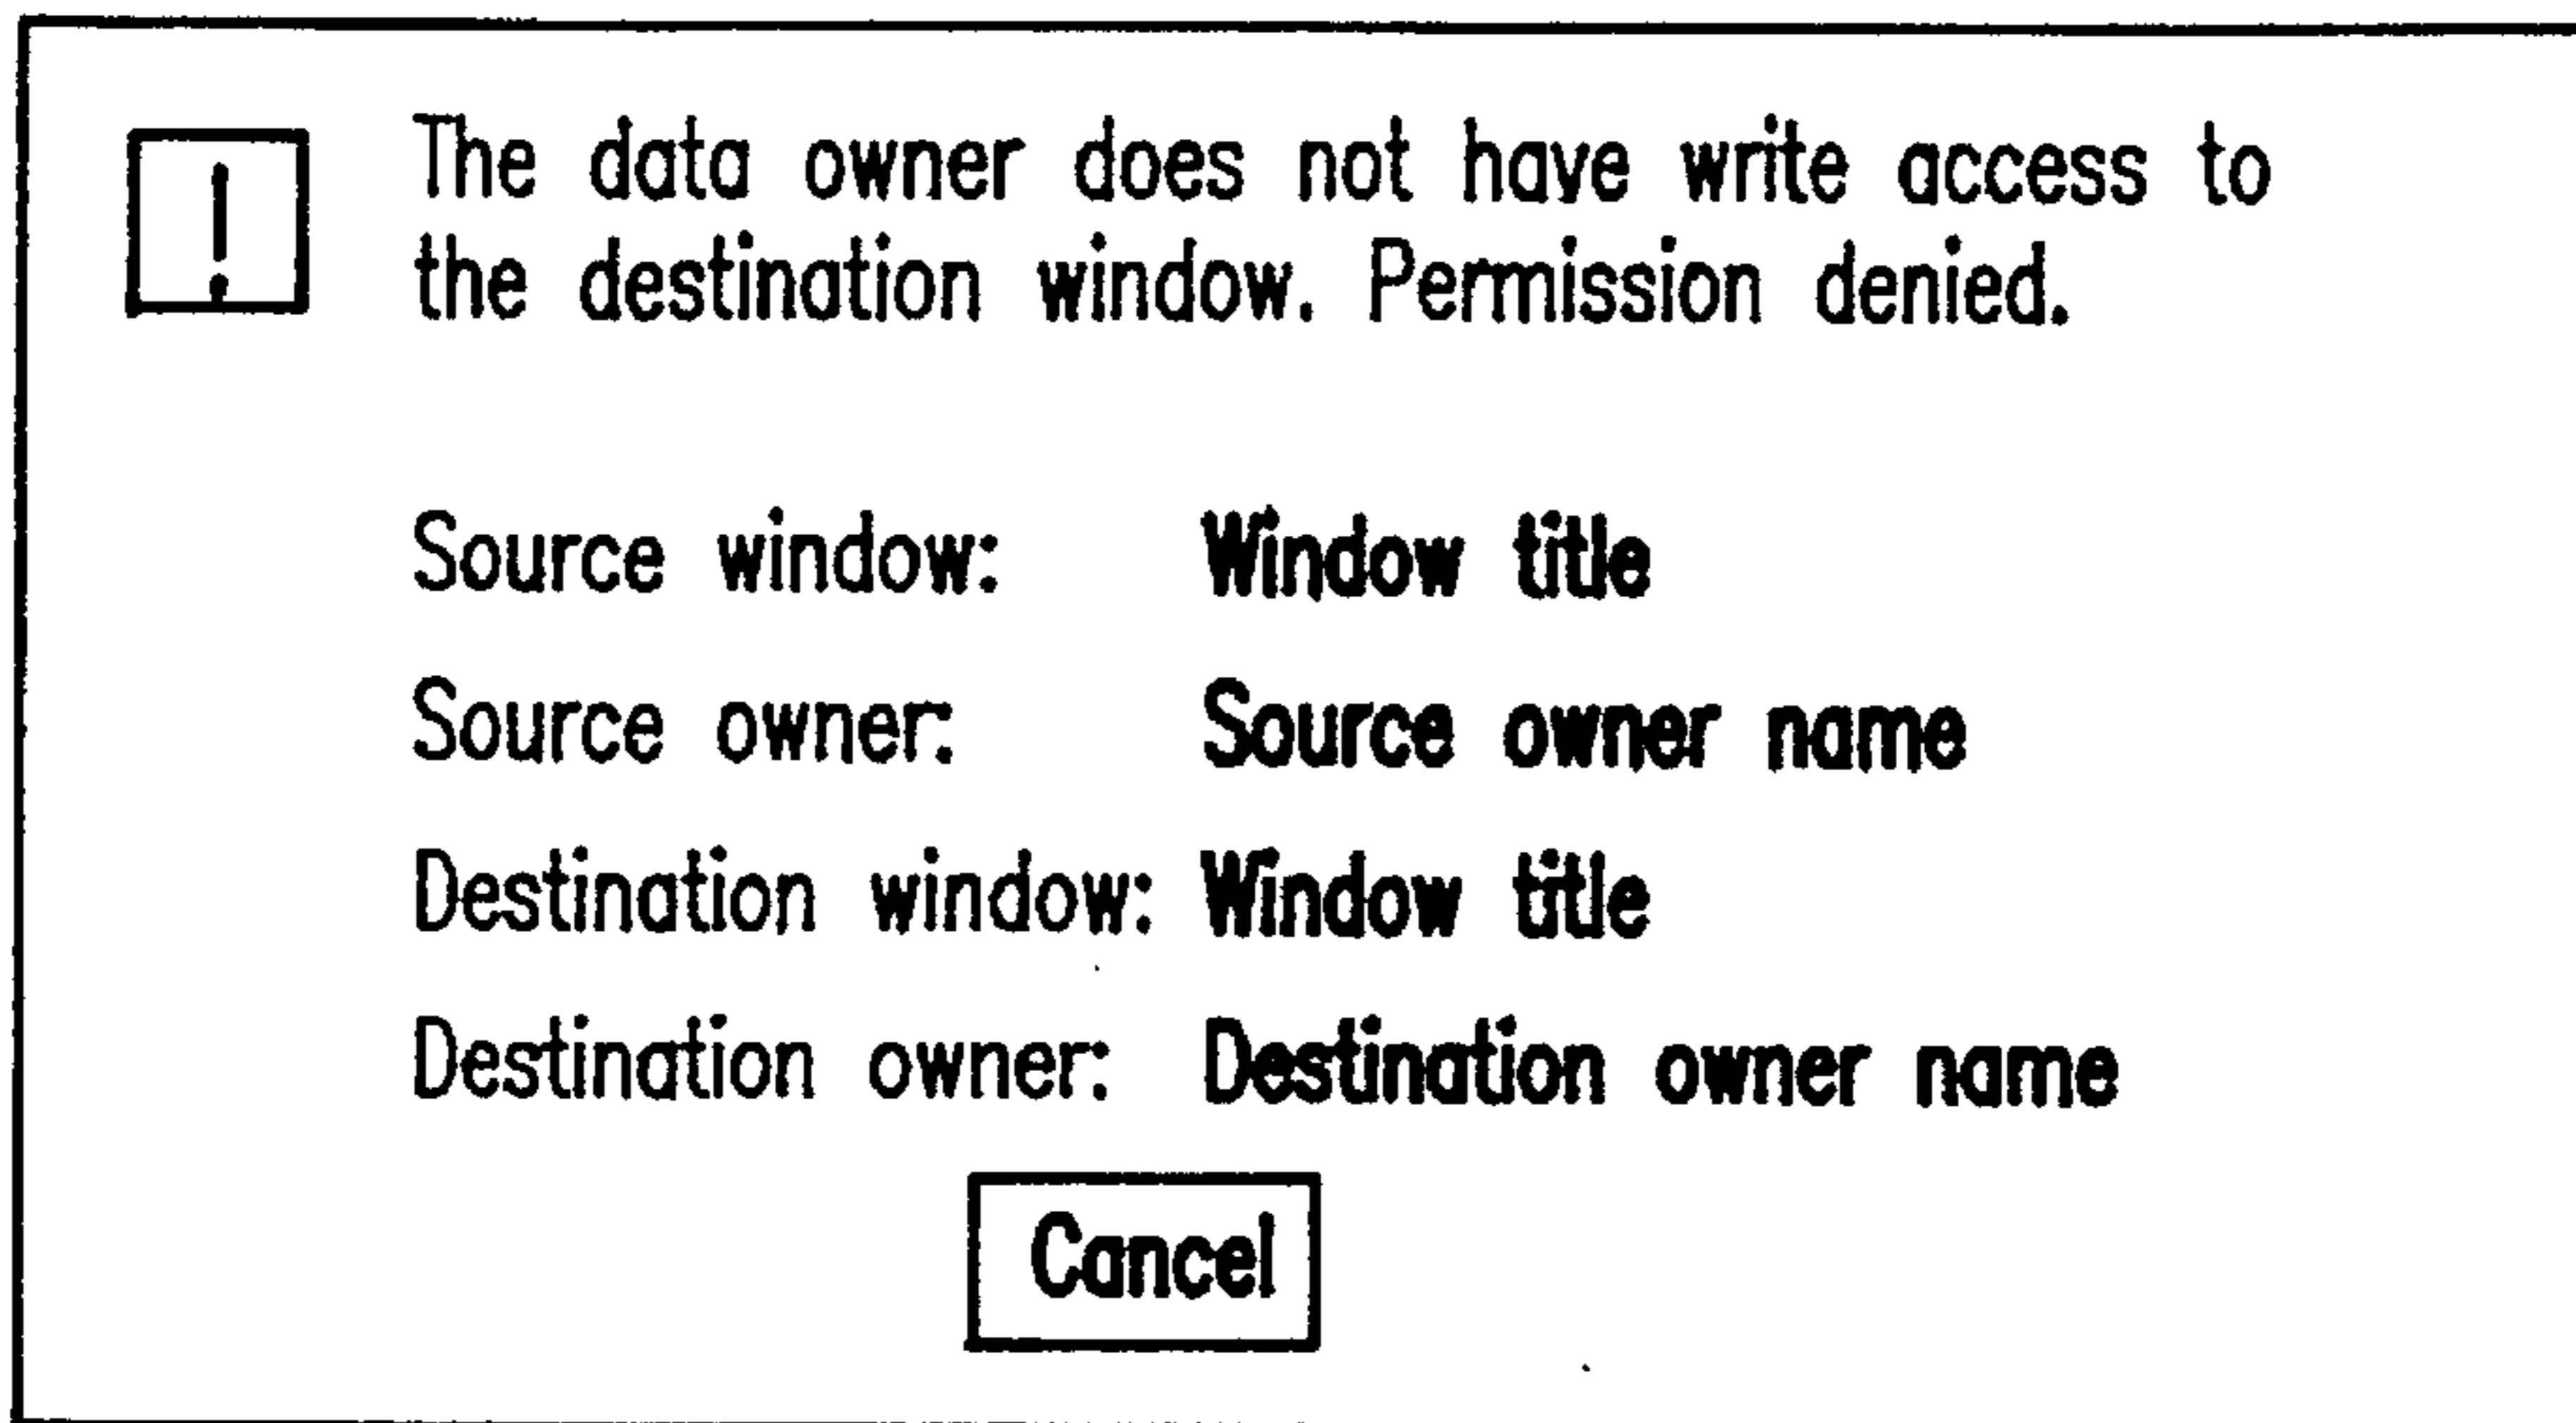 !
The data owner does not have write access to
the destination window. Permission denied.
Source window: Window title
Source owner: Source owner name
Destination window: Window title
Destination owner: Destination owner name
Cancel